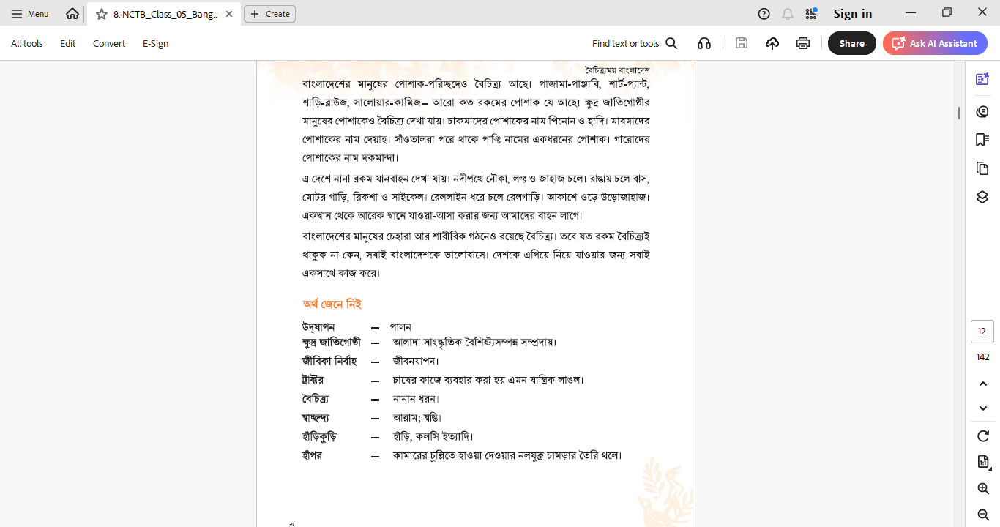 Menu
8. NCTB_Class_05_Bang..
Create
Sign in
All tools Edit Convert E-Sign
Find text or tools
Share
Ask AI Assistant
বৈচিত্র্যময় বাংলাদেশ
বাংলাদেশের মানুষের পোশাক-পরিচ্ছদেও বৈচিত্র্য আছে। পাজামা-পাঞ্জাবি, শার্ট-প্যান্ট,
শাড়ি-ব্লাউজ, সালোয়ার-কামিজ– আরো কত রকমের পোশাক যে আছে! ক্ষুদ্র জাতিগোষ্ঠীর
মানুষের পোশাকেও বৈচিত্র্য দেখা যায়। চাকমাদের পোশাকের নাম পিনোন ও হাদি। মারমাদের
পোশাকের নাম দেয়াহ। সাঁওতালরা পরে থাকে পাঞ্চি নামের একধরনের পোশাক। গারোদের
পোশাকের নাম দকমান্দা।
এ দেশে নানা রকম যানবাহন দেখা যায়। নদীপথে নৌকা, লঞ্চ ও জাহাজ চলে। রাস্তায় চলে বাস,
মোটর গাড়ি, রিকশা ও সাইকেল। রেললাইন ধরে চলে রেলগাড়ি। আকাশে ওড়ে উড়োজাহাজ।
একস্থান থেকে আরেক স্থানে যাওয়া-আসা করার জন্য আমাদের বাহন লাগে।
বাংলাদেশের মানুষের চেহারা আর শারীরিক গঠনেও রয়েছে বৈচিত্র্য। তবে যত রকম বৈচিত্র্যই
থাকুক না কেন, সবাই বাংলাদেশকে ভালোবাসে। দেশকে এগিয়ে নিয়ে যাওয়ার জন্য সবাই
একসাথে কাজ করে।
অর্থ জেনে নিই
উদ্‌যাপন – পালন
ক্ষুদ্র জাতিগোষ্ঠী – আলাদা সাংস্কৃতিক বৈশিষ্ট্যসম্পন্ন সম্প্রদায়।
জীবিকা নির্বাহ – জীবনযাপন।
ট্রাক্টর – চাষের কাজে ব্যবহার করা হয় এমন যান্ত্রিক লাঙল।
বৈচিত্র্য – নানান ধরন।
স্বাচ্ছন্দ্য – আরাম; স্বস্তি।
হাঁড়িকুড়ি – হাঁড়ি, কলসি ইত্যাদি।
হাঁপর – কামারের চুল্লিতে হাওয়া দেওয়ার নলযুক্ত চামড়ার তৈরি থলে।
12
142
1:1